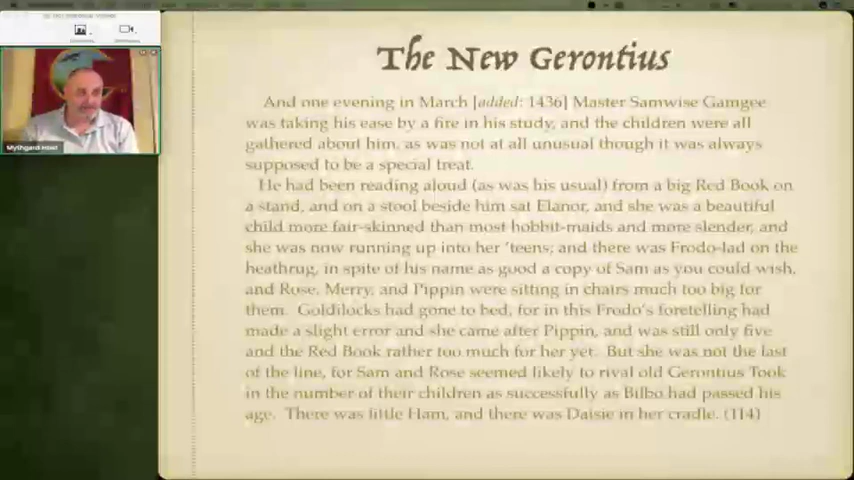 The New Gerontius
And one evening in March [added: 1436] Master Samwise Gamgee
was taking his ease by a fire in his study, and the children were all
gathered about him, as was not at all unusual though it was always
supposed to be a special treat.
He had been reading aloud (as was his usual) from a big Red Book on
a stand, and on a stool beside him sat Elanor, and she was a beautiful
child more fair-skinned than most hobbit-maids and more slender, and
she was now running up into her 'teens; and there was Frodo-lad on the
heathrug, in spite of his name as good a copy of Sam as you could wish,
and Rose, Merry, and Pippin were sitting in chairs much too big for
them. Goldilocks had gone to bed, for in this Frodo's foretelling had
made a slight error and she came after Pippin, and was still only five
and the Red Book rather too much for her yet. But she was not the last
of the line, for Sam and Rose seemed likely to rival old Gerontius Took
in the number of their children as successfully as Bilbo had passed his
age. There was little Ham, and there was Daisie in her cradle. (114)
Mythgard Host